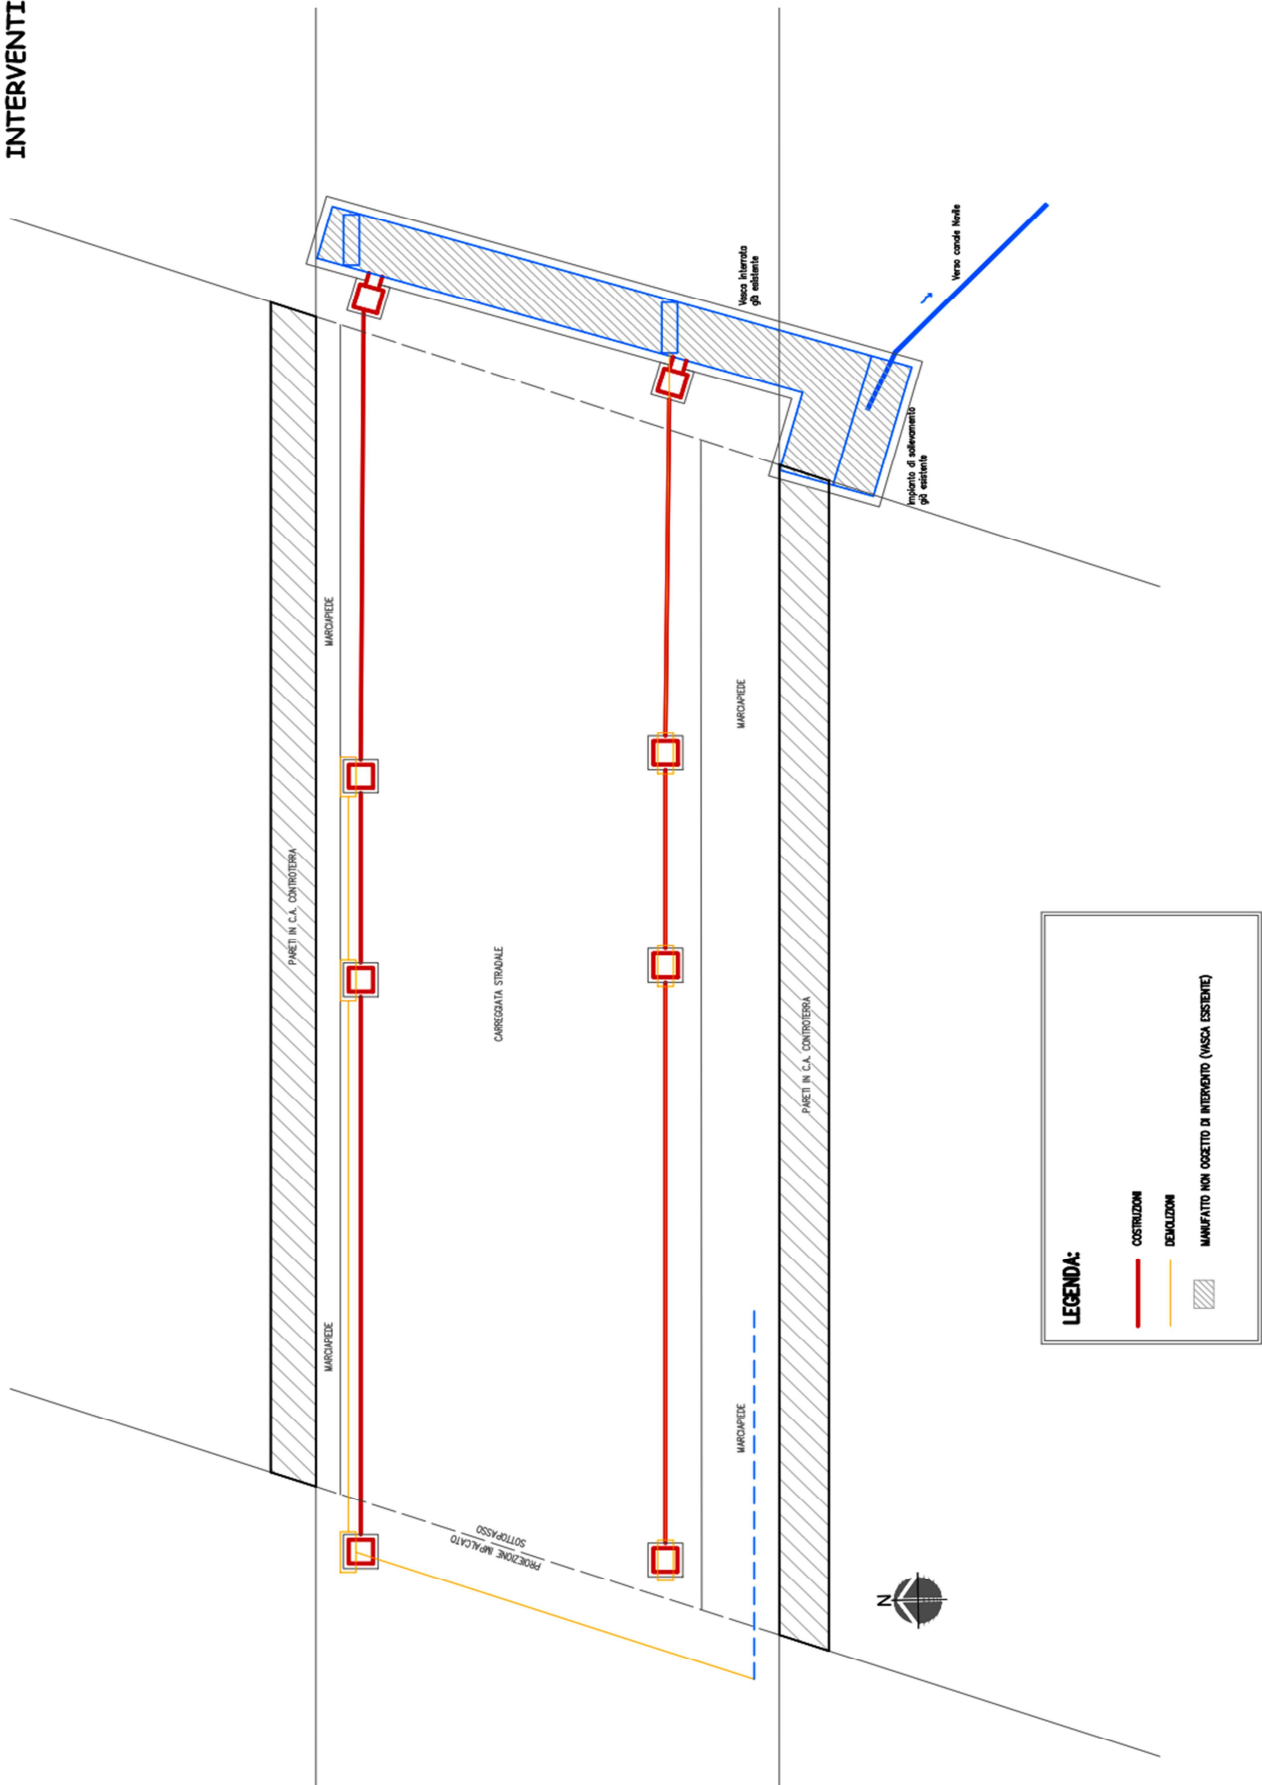 INTERVENTI
Vasca interrata
già esistente
Verso canale Navile
Impianto di sollevamento
già esistente
MARCIAPIEDE
MARCIAPIEDE
PARETI IN C.A. CONTROTERRA
CARREGGIATA STRADALE
PARETI IN C.A. CONTROTERRA
MARCIAPIEDE
MARCIAPIEDE
PROIEZIONE IMPALCATO
SOTTOPASSO
N
LEGENDA:
COSTRUZIONI
DEMOLIZIONI
MANUFATTO NON OGGETTO DI INTERVENTO (VASCA ESISTENTE)